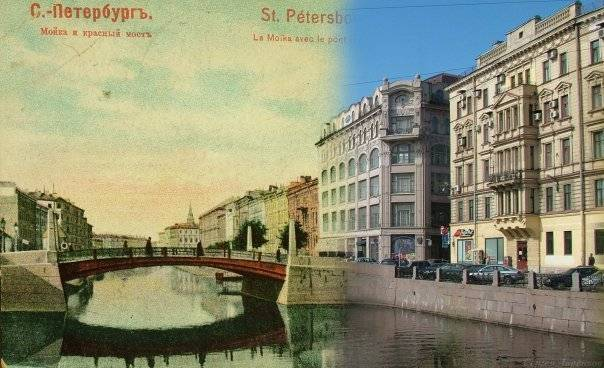 С.-Петербургъ.
Мойка и красный мостъ
St. Pétersbo
La Moïka avec le pont